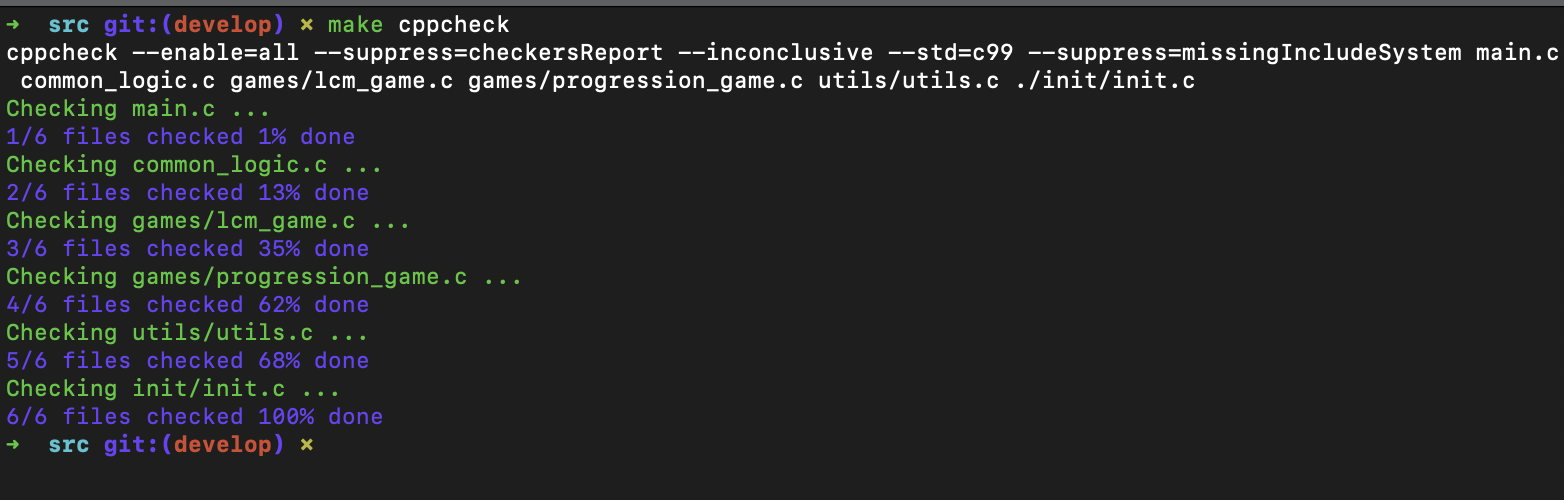 ➜  src git:(develop) ✗ make cppcheck
cppcheck --enable=all --suppress=checkersReport --inconclusive --std=c99 --suppress=missingIncludeSystem main.c
 common_logic.c games/lcm_game.c games/progression_game.c utils/utils.c ./init/init.c
Checking main.c ...
1/6 files checked 1% done
Checking common_logic.c ...
2/6 files checked 13% done
Checking games/lcm_game.c ...
3/6 files checked 35% done
Checking games/progression_game.c ...
4/6 files checked 62% done
Checking utils/utils.c ...
5/6 files checked 68% done
Checking init/init.c ...
6/6 files checked 100% done
➜  src git:(develop) ✗